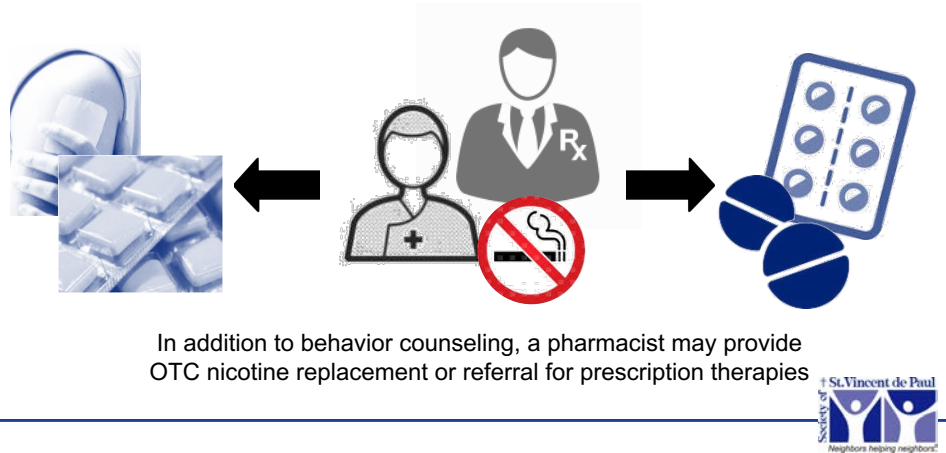 Rx
In addition to behavior counseling, a pharmacist may provide
OTC nicotine replacement or referral for prescription therapies
Society of
St.Vincent de Paul
Neighbors helping neighbors.